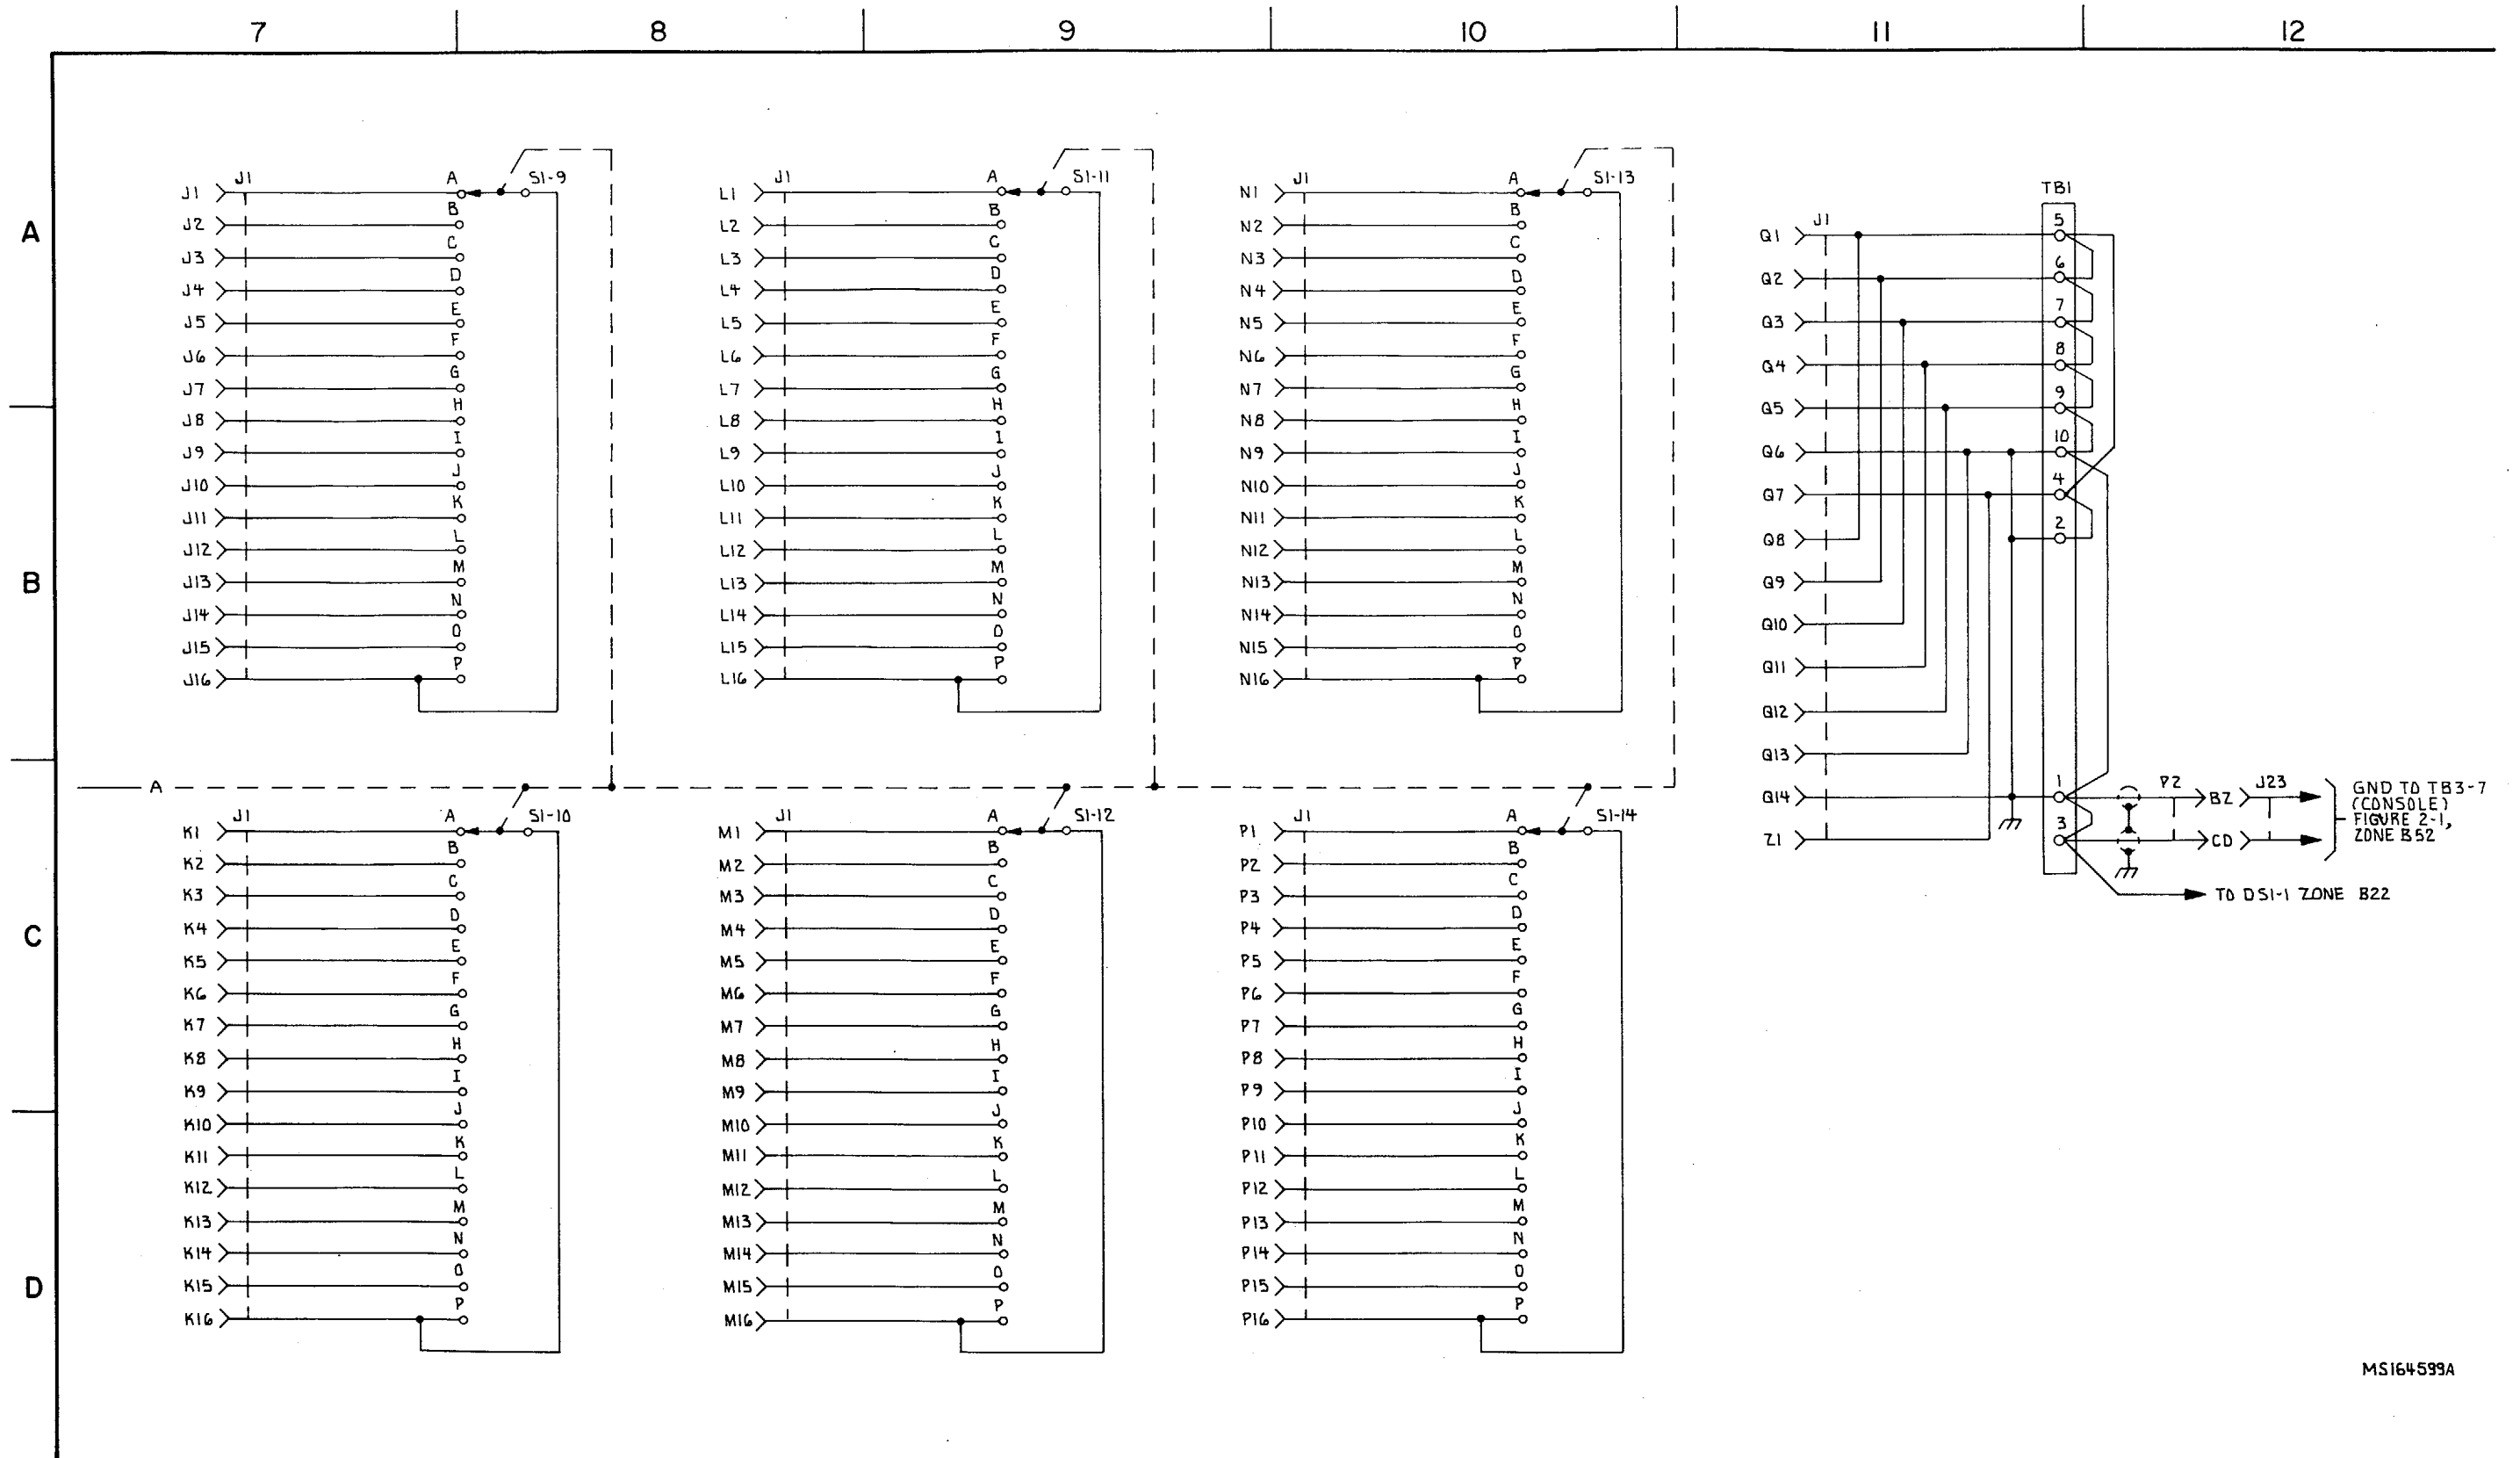 7 8 9 10 11 12
A
B
C
D
J1 A S1-9
J1
B
J2
C
J3
D
J4
E
J5
F
J6
G
J7
H
J8
I
J9
J
J10
K
J11
L
J12
M
J13
N
J14
O
J15
P
J16
J1 A S1-11
L1
B
L2
C
L3
D
L4
E
L5
F
L6
G
L7
H
L8
I
L9
J
L10
K
L11
L
L12
M
L13
N
L14
O
L15
P
L16
J1 A S1-13
N1
B
N2
C
N3
D
N4
E
N5
F
N6
G
N7
H
N8
I
N9
J
N10
K
N11
L
N12
M
N13
N
N14
O
N15
P
N16
TB1
J1 5
Q1
6
Q2
7
Q3
8
Q4
9
Q5
10
Q6
4
Q7
2
Q8
Q9
Q10
Q11
Q12
Q13
1 P2 J23
Q14 BZ
3
Z1 CD
GND TO TB3-7
(CONSOLE)
FIGURE 2-1,
ZONE B52
TO DS1-1 ZONE B22
A
J1 A S1-10
K1
B
K2
C
K3
D
K4
E
K5
F
K6
G
K7
H
K8
I
K9
J
K10
K
K11
L
K12
M
K13
N
K14
O
K15
P
K16
J1 A S1-12
M1
B
M2
C
M3
D
M4
E
M5
F
M6
G
M7
H
M8
I
M9
J
M10
K
M11
L
M12
M
M13
N
M14
O
M15
P
M16
J1 A S1-14
P1
B
P2
C
P3
D
P4
E
P5
F
P6
G
P7
H
P8
I
P9
J
P10
K
P11
L
P12
M
P13
N
P14
O
P15
P
P16
MS164599A